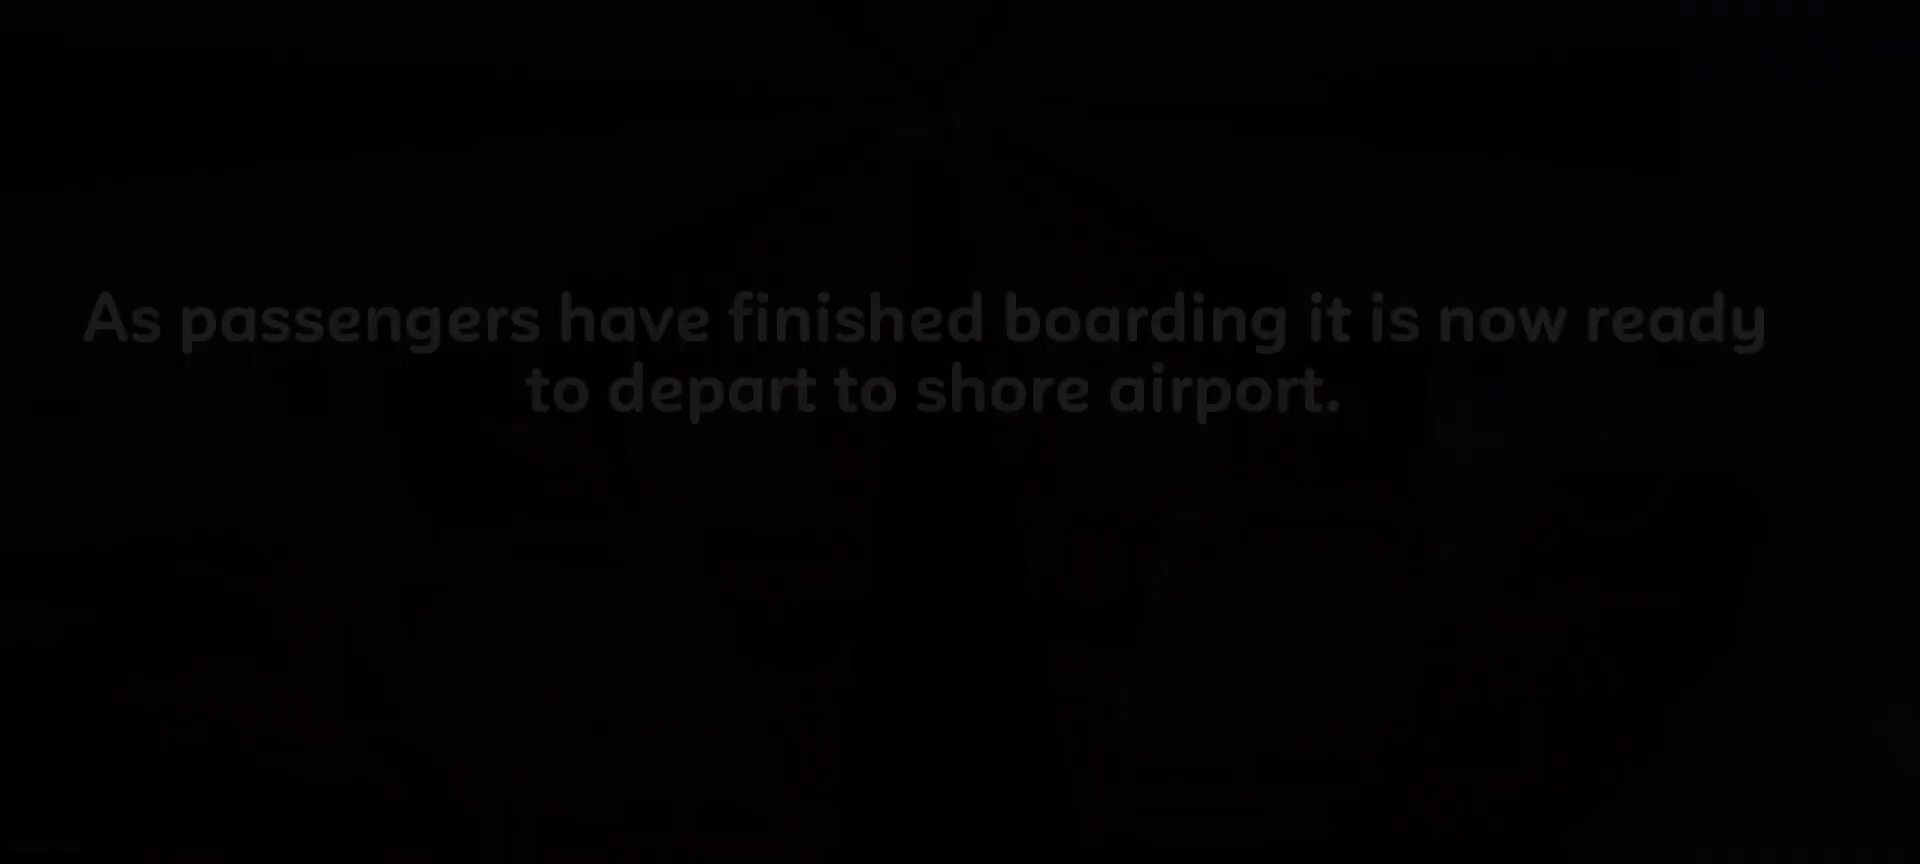 As passengers have finished boarding it is now ready
to depart to shore airport.